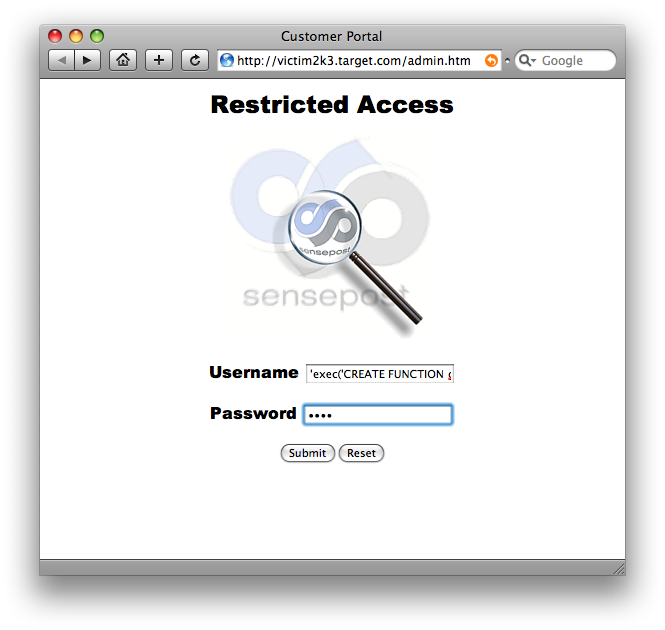 Customer Portal
http://victim2k3.target.com/admin.htm
Google
Restricted Access
sensepost
sensepost
Username
'exec('CREATE FUNCTION
Password
Submit
Reset